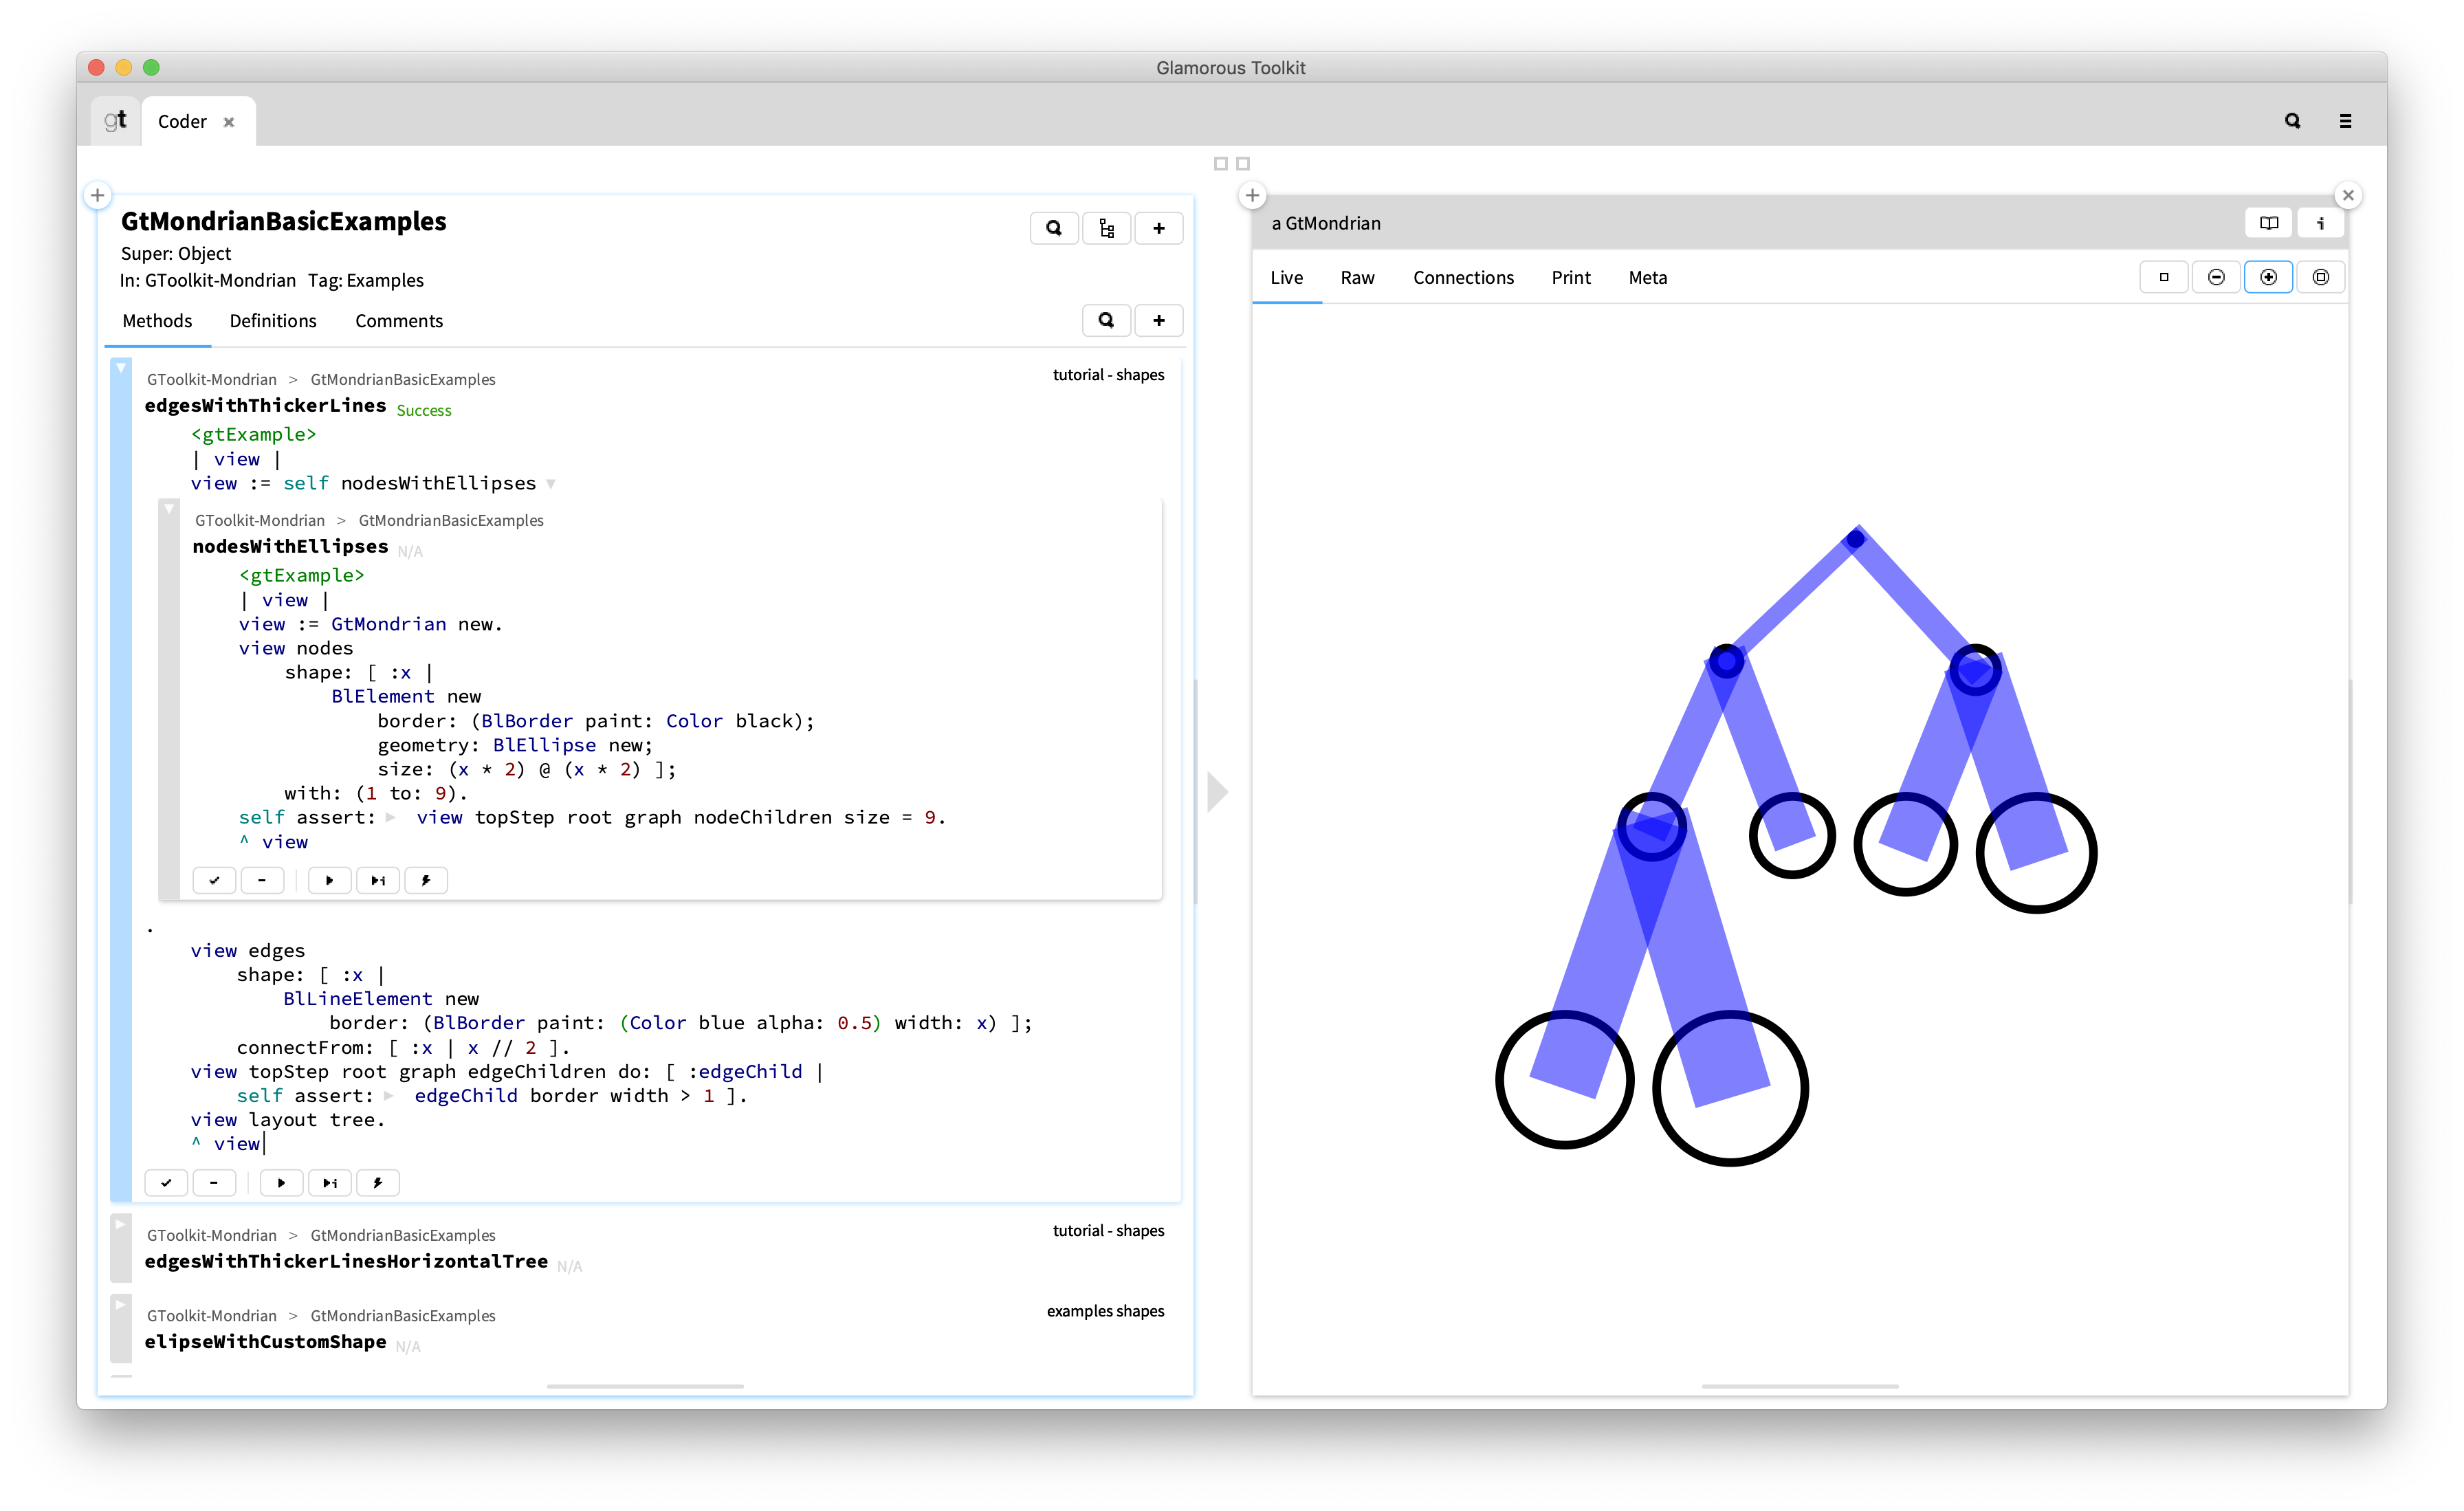 Glamorous Toolkit
gt
Coder
GtMondrianBasicExamples
Super: Object
In: GToolkit-Mondrian Tag: Examples
Methods Definitions Comments
GToolkit-Mondrian > GtMondrianBasicExamples
tutorial - shapes
edgesWithThickerLines Success
<gtExample>
| view |
view := self nodesWithEllipses
GToolkit-Mondrian > GtMondrianBasicExamples
nodesWithEllipses N/A
<gtExample>
| view |
view := GtMondrian new.
view nodes
shape: [ :x |
BlElement new
border: (BlBorder paint: Color black);
geometry: BlEllipse new;
size: (x * 2) @ (x * 2) ];
with: (1 to: 9).
self assert: view topStep root graph nodeChildren size = 9.
^ view
i
.
view edges
shape: [ :x |
BlLineElement new
border: (BlBorder paint: (Color blue alpha: 0.5) width: x) ];
connectFrom: [ :x | x // 2 ].
view topStep root graph edgeChildren do: [ :edgeChild |
self assert: edgeChild border width > 1 ].
view layout tree.
^ view
i
GToolkit-Mondrian > GtMondrianBasicExamples
tutorial - shapes
edgesWithThickerLinesHorizontalTree N/A
GToolkit-Mondrian > GtMondrianBasicExamples
examples shapes
elipseWithCustomShape N/A
a GtMondrian
i
Live Raw Connections Print Meta